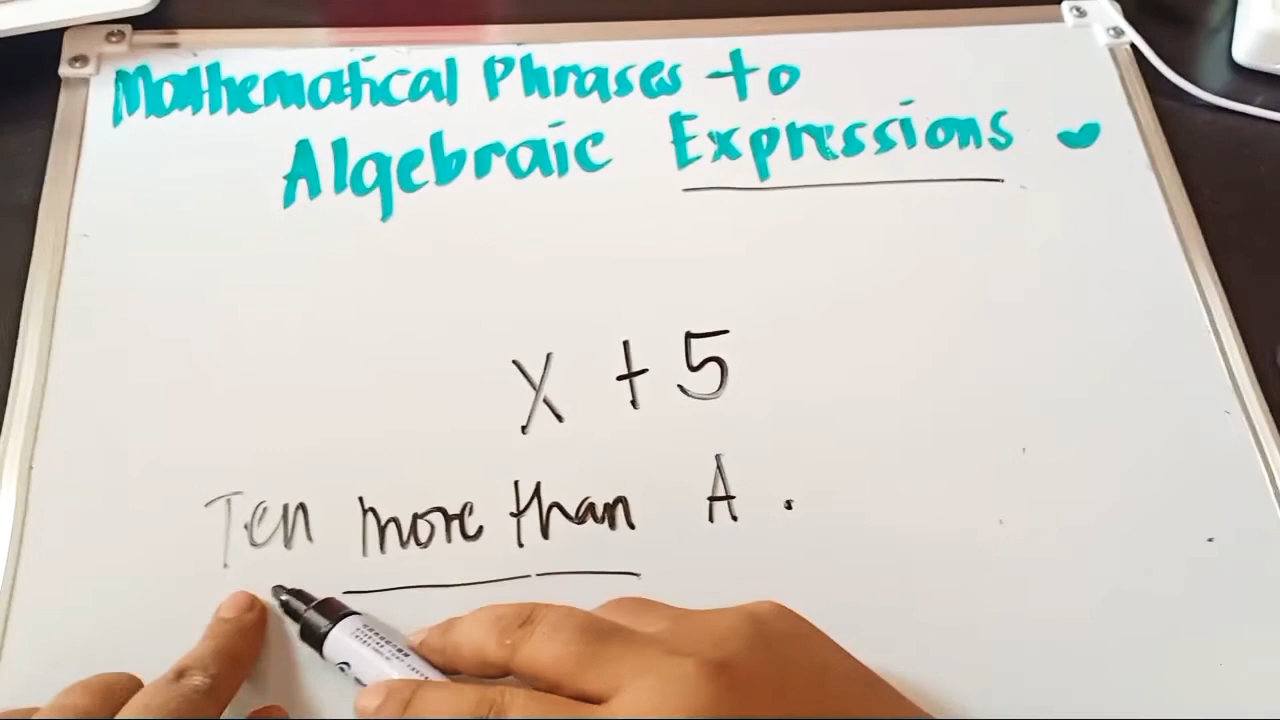 Mathematical Phrases to
Algebraic Expressions
x + 5
Ten more than A.